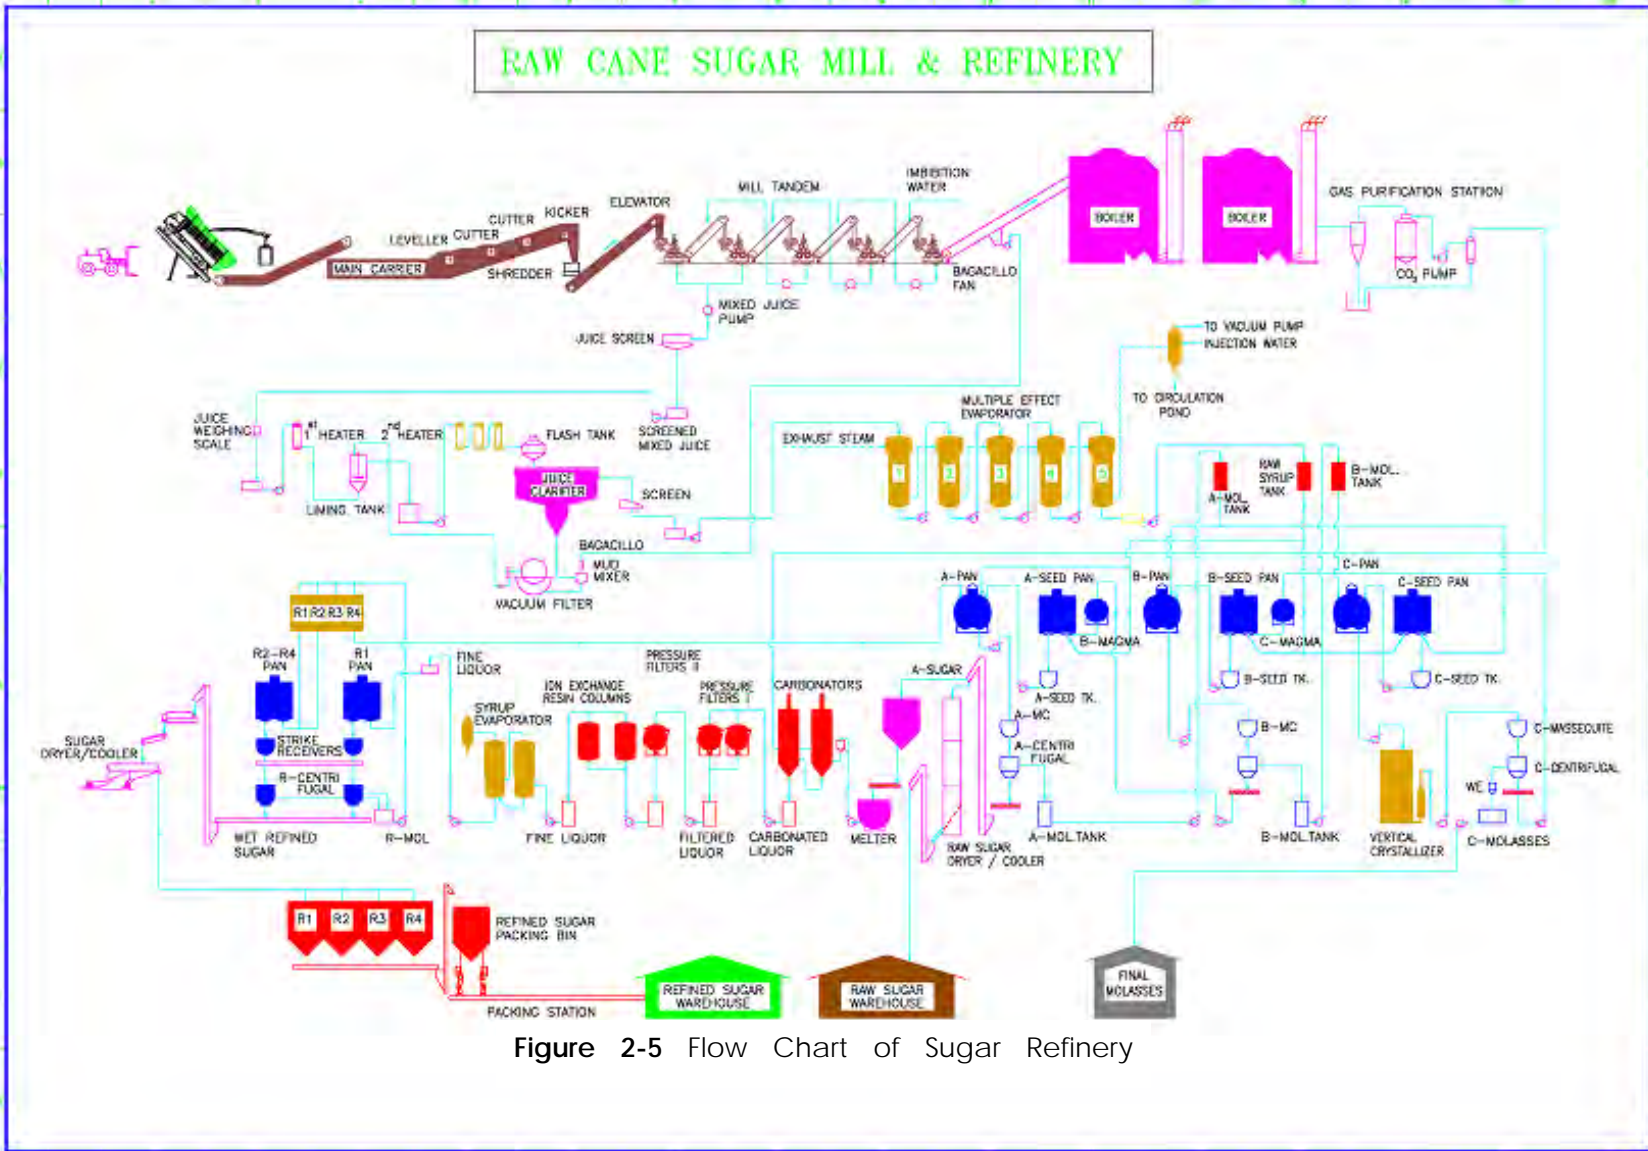 RAW CANE SUGAR MILL & REFINERY
IMBIBITION
WATER
MILL TANDEM
ELEVATOR
KICKER
CUTTER
CUTTER
LEVELLER
MAIN CARRIER
SHREDDER
BOILER
BOILER
GAS PURIFICATION STATION
CO₂ PUMP
BAGACILLO
FAN
MIXED JUICE
PUMP
JUICE SCREEN
TO VACUUM PUMP
INJECTION WATER
TO CIRCULATION
POND
MULTIPLE EFFECT
EVAPORATOR
EXHAUST STEAM
1
2
3
4
5
JUICE
WEIGHING
SCALE
1st HEATER
2nd HEATER
FLASH TANK
SCREENED
MIXED JUICE
LIMING TANK
JUICE
CLARIFIER
SCREEN
A-MOL.
TANK
RAW
SYRUP
TANK
B-MOL.
TANK
BAGACILLO
MUD
MIXER
VACUUM FILTER
A-PAN
A-SEED PAN
B-PAN
B-SEED PAN
C-PAN
C-SEED PAN
B-MAGMA
C-MAGMA
R1 R2 R3 R4
R2-R4
PAN
R1
PAN
FINE
LIQUOR
SYRUP
EVAPORATOR
ION EXCHANGE
RESIN COLUMNS
PRESSURE
FILTERS II
PRESSURE
FILTERS I
CARBONATORS
A-SUGAR
A-SEED TK.
B-SEED TK.
C-SEED TK.
A-MC
B-MC
C-MASSECUITE
A-CENTRI
FUGAL
C-CENTRIFUGAL
WE
SUGAR
DRYER/COOLER
STRIKE
RECEIVERS
R-CENTRI
FUGAL
WET REFINED
SUGAR
R-MOL
FINE LIQUOR
FILTERED
LIQUOR
CARBONATED
LIQUOR
MELTER
RAW SUGAR
DRYER / COOLER
A-MOL.TANK
B-MOL.TANK
VERTICAL
CRYSTALLIZER
C-MOLASSES
R1
R2
R3
R4
REFINED SUGAR
PACKING BIN
PACKING STATION
REFINED SUGAR
WAREHOUSE
RAW SUGAR
WAREHOUSE
FINAL
MOLASSES
Figure 2-5 Flow Chart of Sugar Refinery